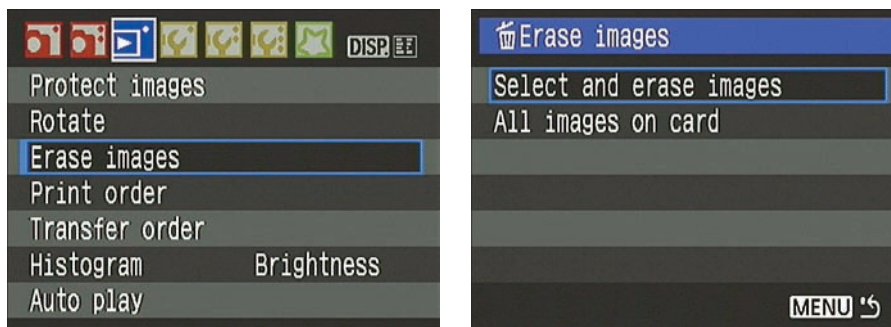 DISP.
Protect images
Rotate
Erase images
Print order
Transfer order
Histogram Brightness
Auto play
Erase images
Select and erase images
All images on card
MENU